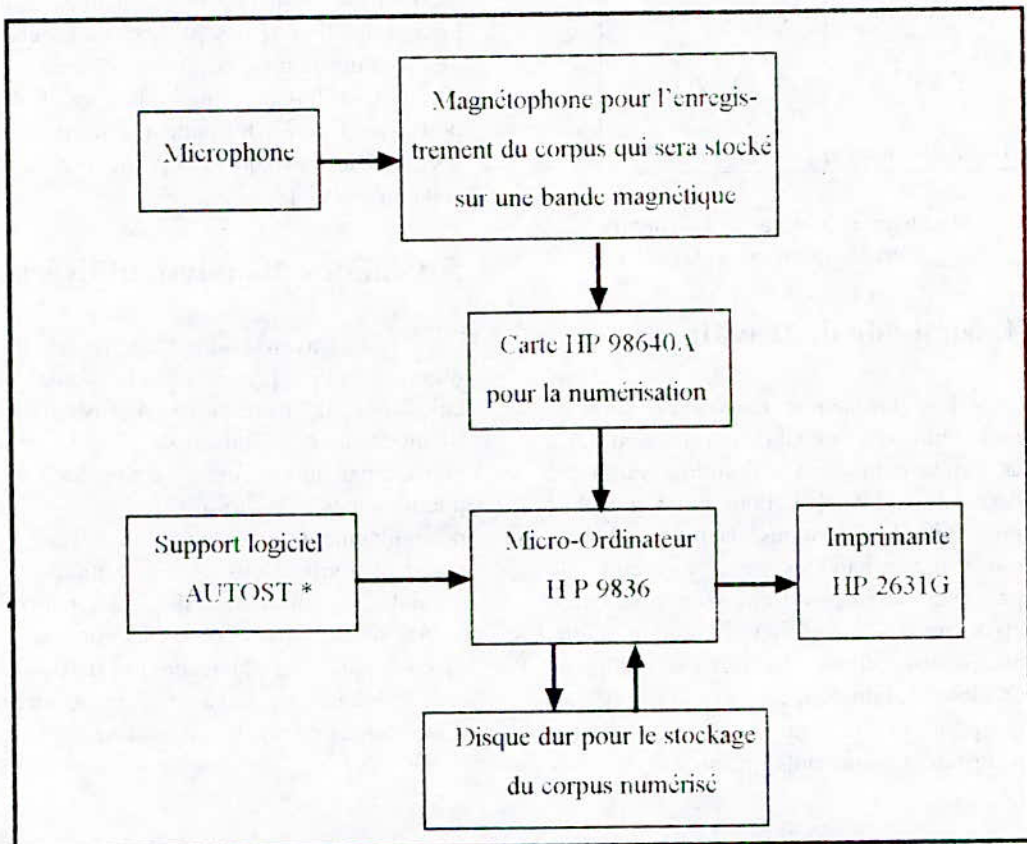 Microphone
Magnétophone pour l'enregis-
trement du corpus qui sera stocké
sur une bande magnétique
Carte HP 98640A
pour la numérisation
Support logiciel
AUTOST *
Micro-Ordinateur
HP 9836
Imprimante
HP 2631G
Disque dur pour le stockage
du corpus numérisé